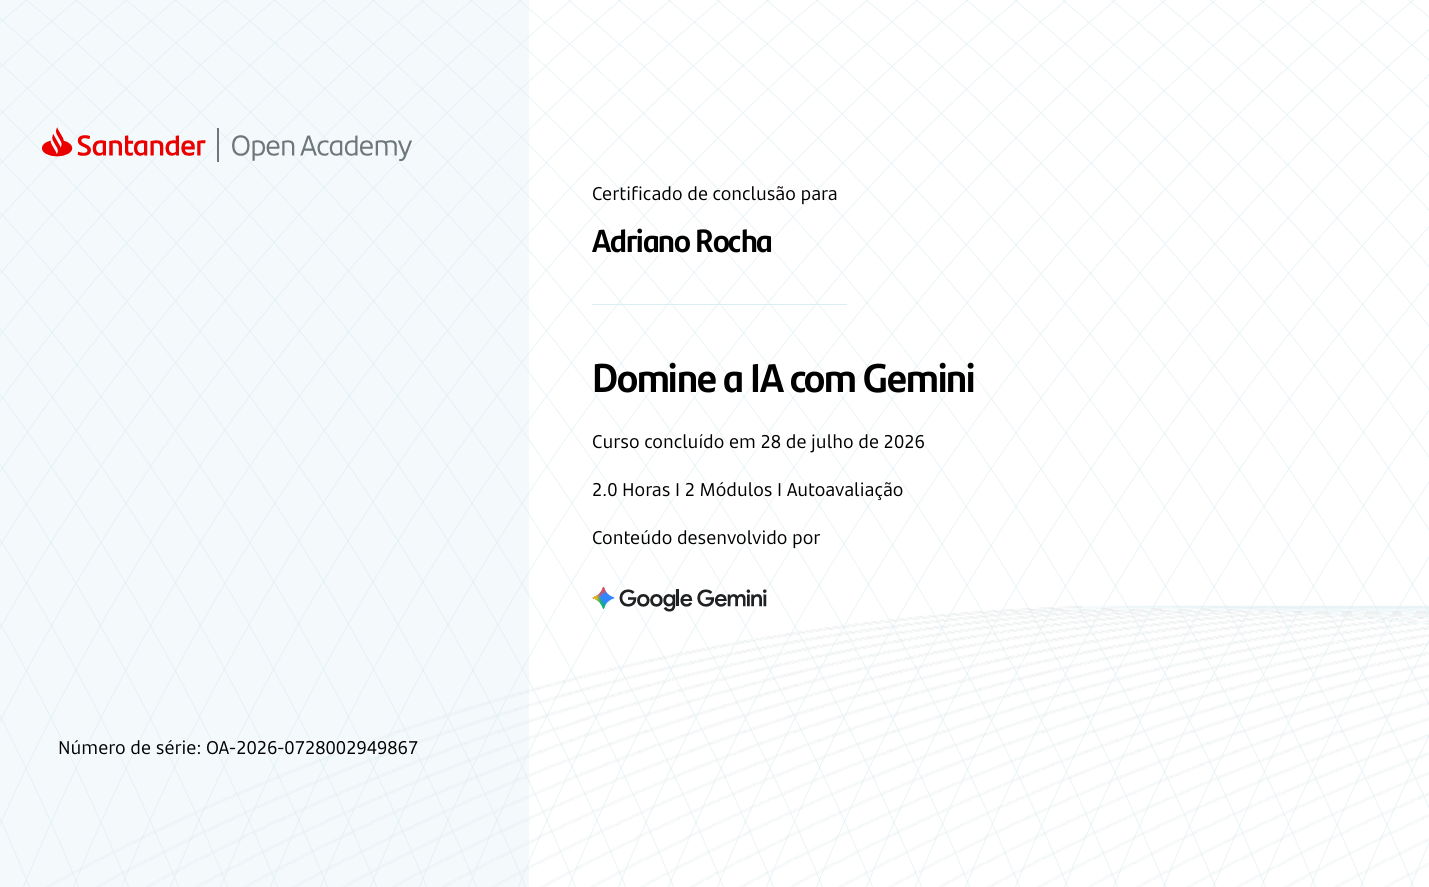 Santander | Open Academy
Certificado de conclusão para
Adriano Rocha
Domine a IA com Gemini
Curso concluído em 28 de julho de 2026
2.0 Horas I 2 Módulos I Autoavaliação
Conteúdo desenvolvido por
Google Gemini
Número de série: OA-2026-0728002949867